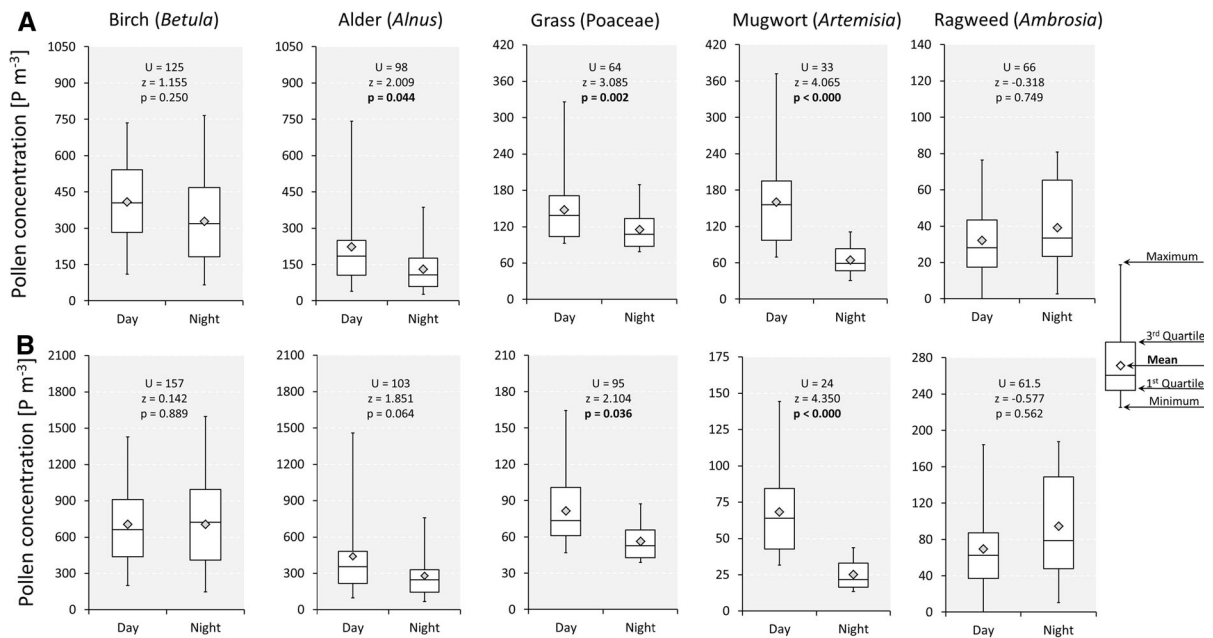 A
Birch (Betula)
Alder (Alnus)
Grass (Poaceae)
Mugwort (Artemisia)
Ragweed (Ambrosia)
Pollen concentration [P m-3]
1050
900
750
600
450
300
150
0
U = 125
z = 1.155
p = 0.250
Day Night
1050
900
750
600
450
300
150
0
U = 98
z = 2.009
p = 0.044
Day Night
420
360
300
240
180
120
60
0
U = 64
z = 3.085
p = 0.002
Day Night
420
360
300
240
180
120
60
0
U = 33
z = 4.065
p < 0.000
Day Night
140
120
100
80
60
40
20
0
U = 66
z = -0.318
p = 0.749
Day Night
Maximum
3rd Quartile
Mean
1st Quartile
Minimum
B
Pollen concentration [P m-3]
2100
1800
1500
1200
900
600
300
0
U = 157
z = 0.142
p = 0.889
Day Night
2100
1800
1500
1200
900
600
300
0
U = 103
z = 1.851
p = 0.064
Day Night
210
180
150
120
90
60
30
0
U = 95
z = 2.104
p = 0.036
Day Night
175
150
125
100
75
50
25
0
U = 24
z = 4.350
p < 0.000
Day Night
280
240
200
160
120
80
40
0
U = 61.5
z = -0.577
p = 0.562
Day Night